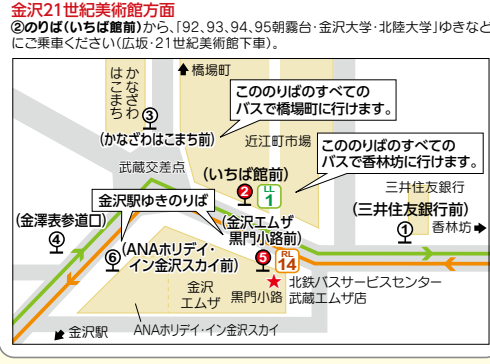 金沢21世紀美術館方面
②のりば(いちば館前)から、「92、93、94、95朝霧台・金沢大学・北陸大学」ゆき など
にご乗車ください(広坂・21世紀美術館下車)。
橋場町
かなざわ
はこまち
③
(かなざわはこまち前)
こののりばのすべての
バスで橋場町に行けます。
近江町市場
武蔵交差点
こののりばのすべての
バスで香林坊に行けます。
(いちば館前)
② LL 1
三井住友銀行
(三井住友銀行前)
①
香林坊
金沢駅ゆきのりば
(金澤表参道口)
④
(金沢エムザ
黒門小路前)
⑥
(ANAホリデイ・
イン金沢スカイ前)
⑤ RL 14
金沢
エムザ
黒門小路
★ 北鉄バスサービスセンター
武蔵エムザ店
金沢駅
ANAホリデイ・イン金沢スカイ